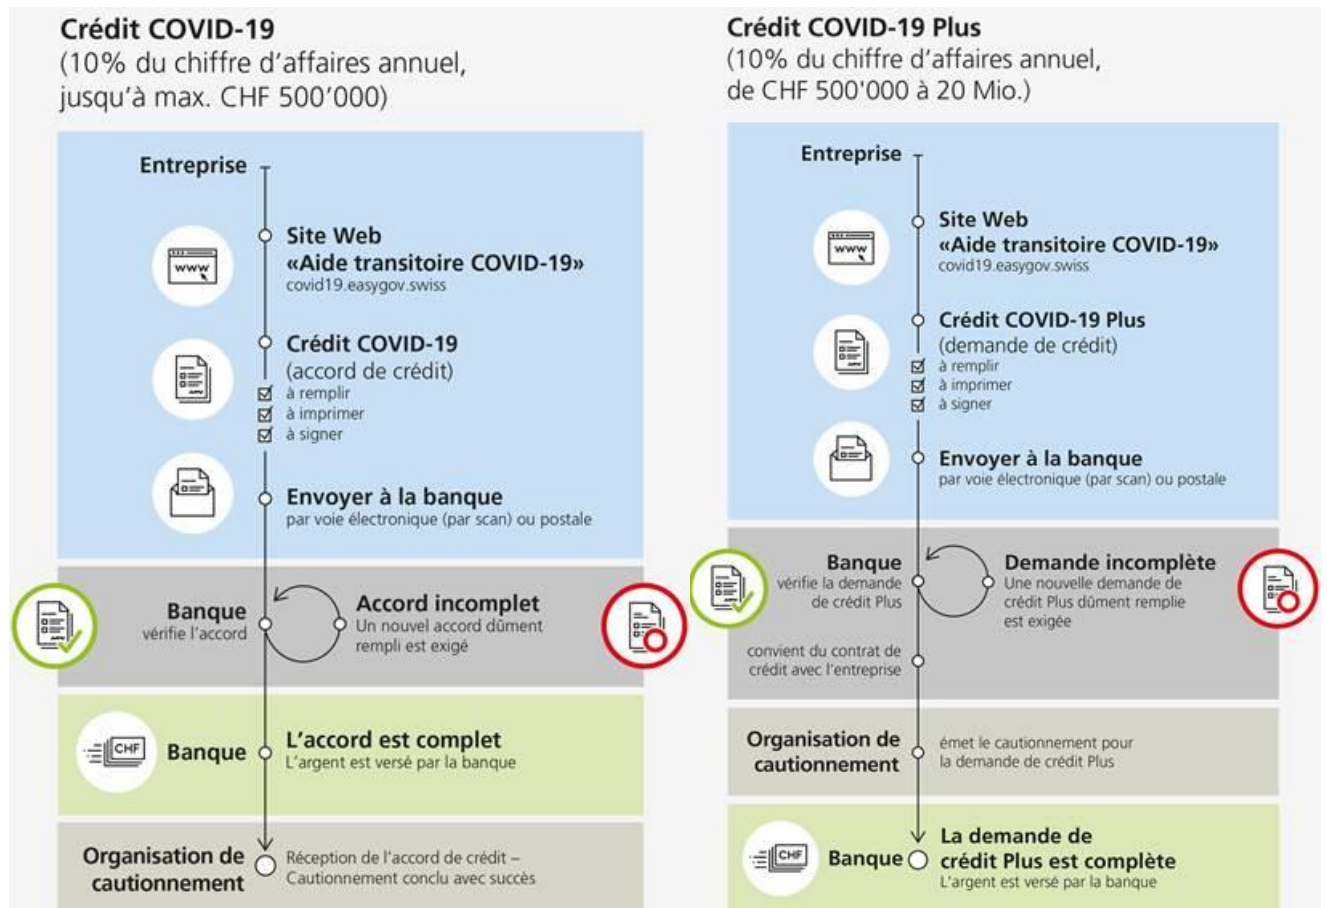 Crédit COVID-19
(10% du chiffre d’affaires annuel,
jusqu’à max. CHF 500’000)
Entreprise
www
Site Web
«Aide transitoire COVID-19»
covid19.easygov.swiss
Crédit COVID-19
(accord de crédit)
à remplir
à imprimer
à signer
Envoyer à la banque
par voie électronique (par scan) ou postale
Banque
vérifie l’accord
Accord incomplet
Un nouvel accord dûment
rempli est exigé
CHF
Banque
L’accord est complet
L’argent est versé par la banque
Organisation de
cautionnement
Réception de l’accord de crédit –
Cautionnement conclu avec succès
Crédit COVID-19 Plus
(10% du chiffre d’affaires annuel,
de CHF 500'000 à 20 Mio.)
Entreprise
www
Site Web
«Aide transitoire COVID-19»
covid19.easygov.swiss
Crédit COVID-19 Plus
(demande de crédit)
à remplir
à imprimer
à signer
Envoyer à la banque
par voie électronique (par scan) ou postale
Banque
vérifie la demande
de crédit Plus
Demande incomplète
Une nouvelle demande de
crédit Plus dûment remplie
est exigée
convient du contrat de
crédit avec l’entreprise
Organisation de
cautionnement
émet le cautionnement pour
la demande de crédit Plus
CHF
Banque
La demande de
crédit Plus est complète
L’argent est versé par la banque